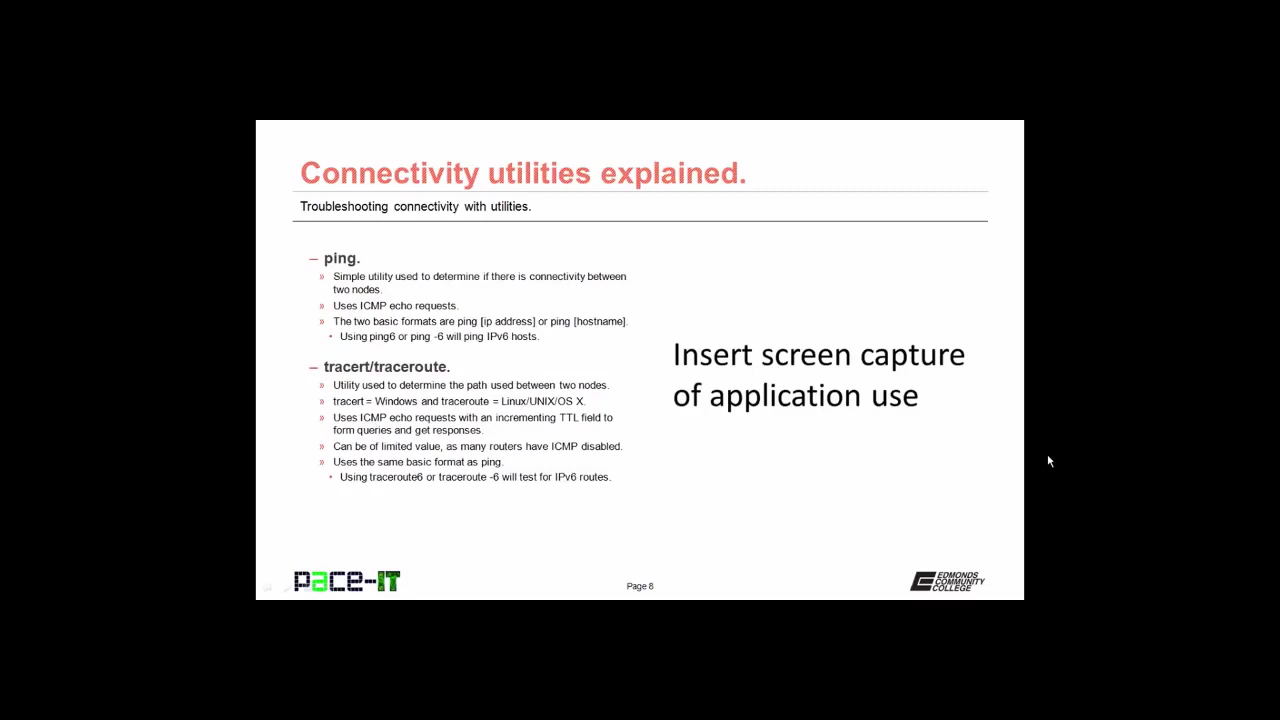 Connectivity utilities explained.
Troubleshooting connectivity with utilities.
– ping.
» Simple utility used to determine if there is connectivity between
two nodes.
» Uses ICMP echo requests.
» The two basic formats are ping [ip address] or ping [hostname].
• Using ping6 or ping -6 will ping IPv6 hosts.
– tracert/traceroute.
» Utility used to determine the path used between two nodes.
» tracert = Windows and traceroute = Linux/UNIX/OS X.
» Uses ICMP echo requests with an incrementing TTL field to
form queries and get responses.
» Can be of limited value, as many routers have ICMP disabled.
» Uses the same basic format as ping.
• Using traceroute6 or traceroute -6 will test for IPv6 routes.
Insert screen capture
of application use
pace-IT
Page 8
EDMONDS
COMMUNITY
COLLEGE